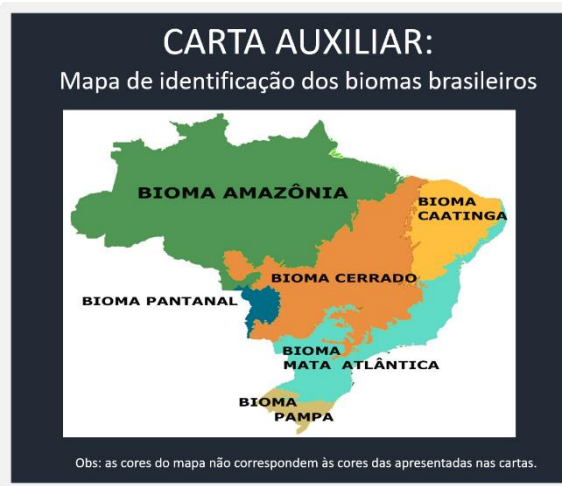 CARTA AUXILIAR:
Mapa de identificação dos biomas brasileiros
BIOMA AMAZÔNIA
BIOMA
CAATINGA
BIOMA CERRADO
BIOMA PANTANAL
BIOMA
MATA ATLÂNTICA
BIOMA
PAMPA
Obs: as cores do mapa não correspondem às cores das apresentadas nas cartas.